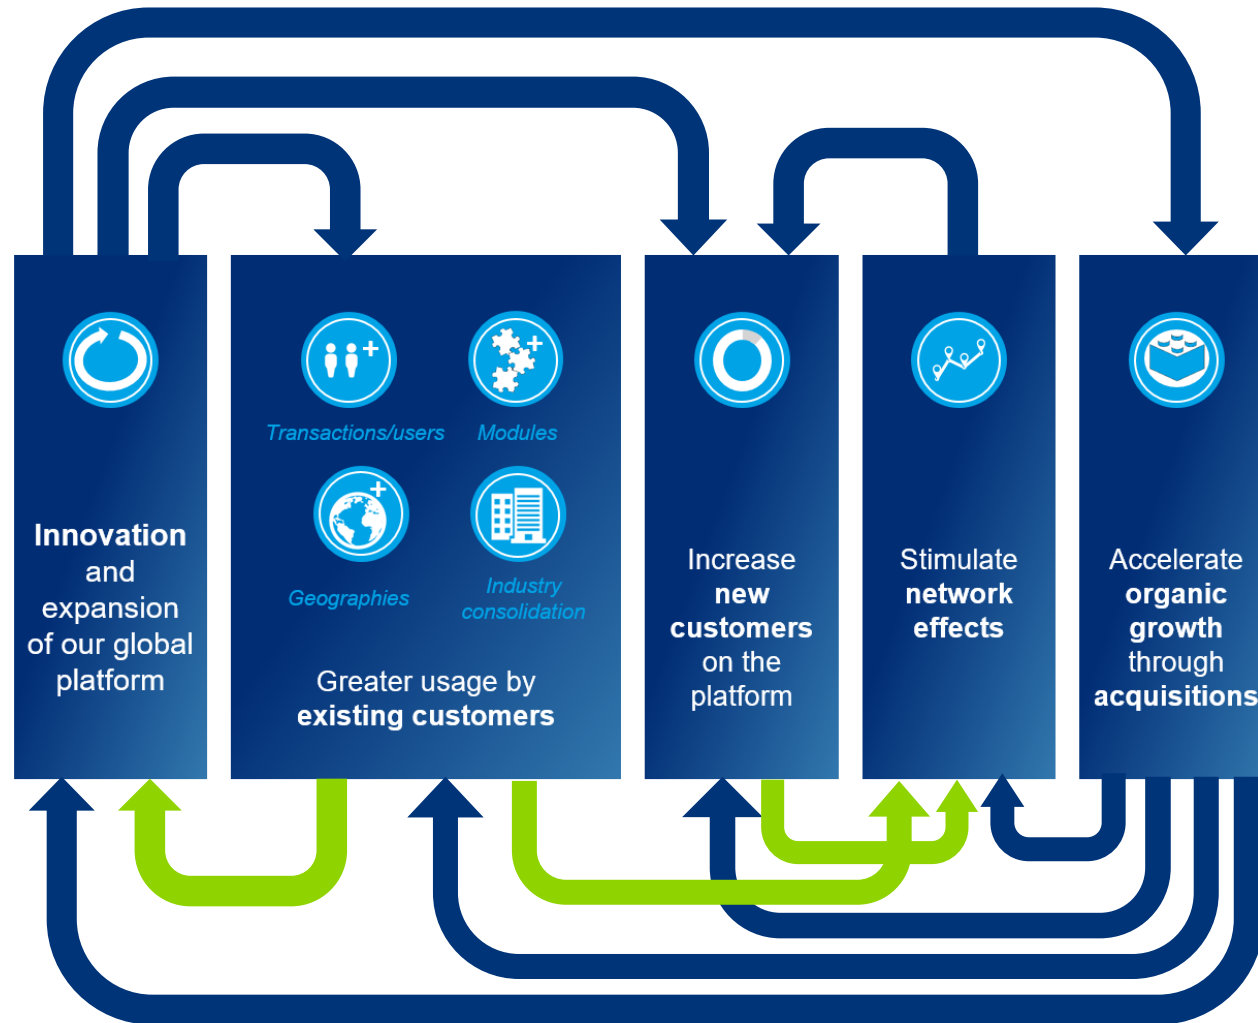 Innovation
and
expansion
of our global
platform
Transactions/users
Modules
Geographies
Industry
consolidation
Greater usage by
existing customers
Increase
new
customers
on the
platform
Stimulate
network
effects
Accelerate
organic
growth
through
acquisitions